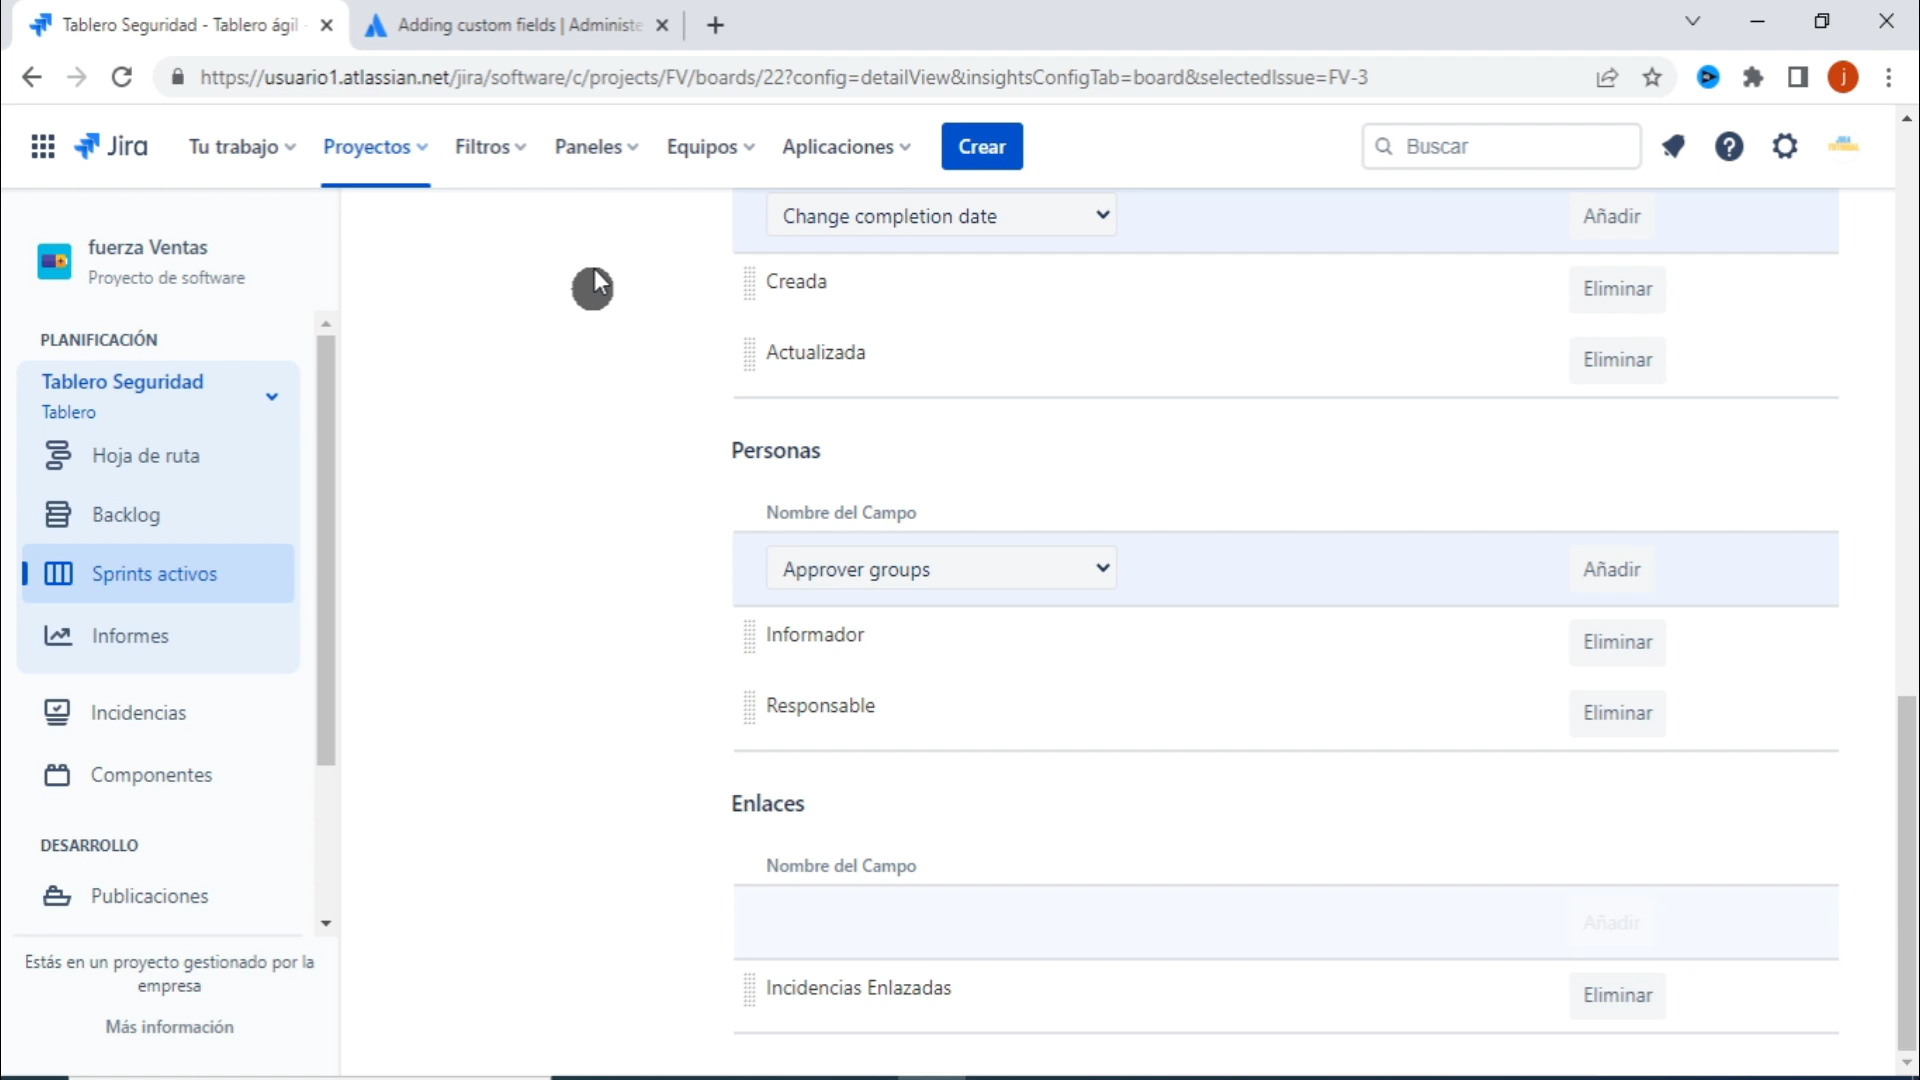 Tablero Seguridad - Tablero ágil -
Adding custom fields | Administe
https://usuario1.atlassian.net/jira/software/c/projects/FV/boards/22?config=detailView&insightsConfigTab=board&selectedIssue=FV-3
j
Jira
Tu trabajo
Proyectos
Filtros
Paneles
Equipos
Aplicaciones
Crear
Buscar
fuerza Ventas
Proyecto de software
PLANIFICACIÓN
Tablero Seguridad
Tablero
Hoja de ruta
Backlog
Sprints activos
Informes
Incidencias
Componentes
DESARROLLO
Publicaciones
Estás en un proyecto gestionado por la
empresa
Más información
Change completion date
Añadir
Creada
Eliminar
Actualizada
Eliminar
Personas
Nombre del Campo
Approver groups
Añadir
Informador
Eliminar
Responsable
Eliminar
Enlaces
Nombre del Campo
Añadir
Incidencias Enlazadas
Eliminar